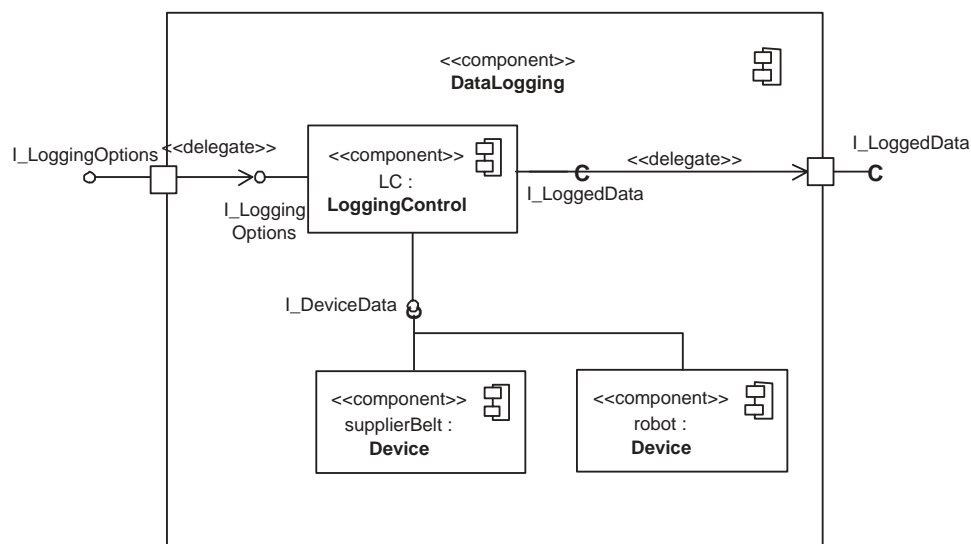 <<component>>
DataLogging
I_LoggingOptions
<<delegate>>
I_Logging
Options
<<component>>
LC :
LoggingControl
I_LoggedData
<<delegate>>
I_LoggedData
I_DeviceData
<<component>>
supplierBelt :
Device
<<component>>
robot :
Device